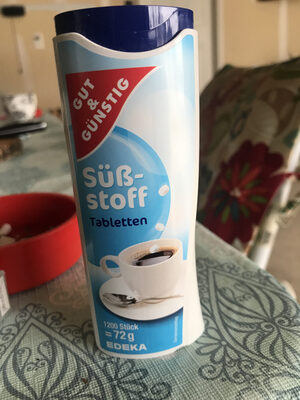 GUT &
GÜNSTIG
Süß-
stoff
Tabletten
1200 Stück
= 72 g
EDEKA